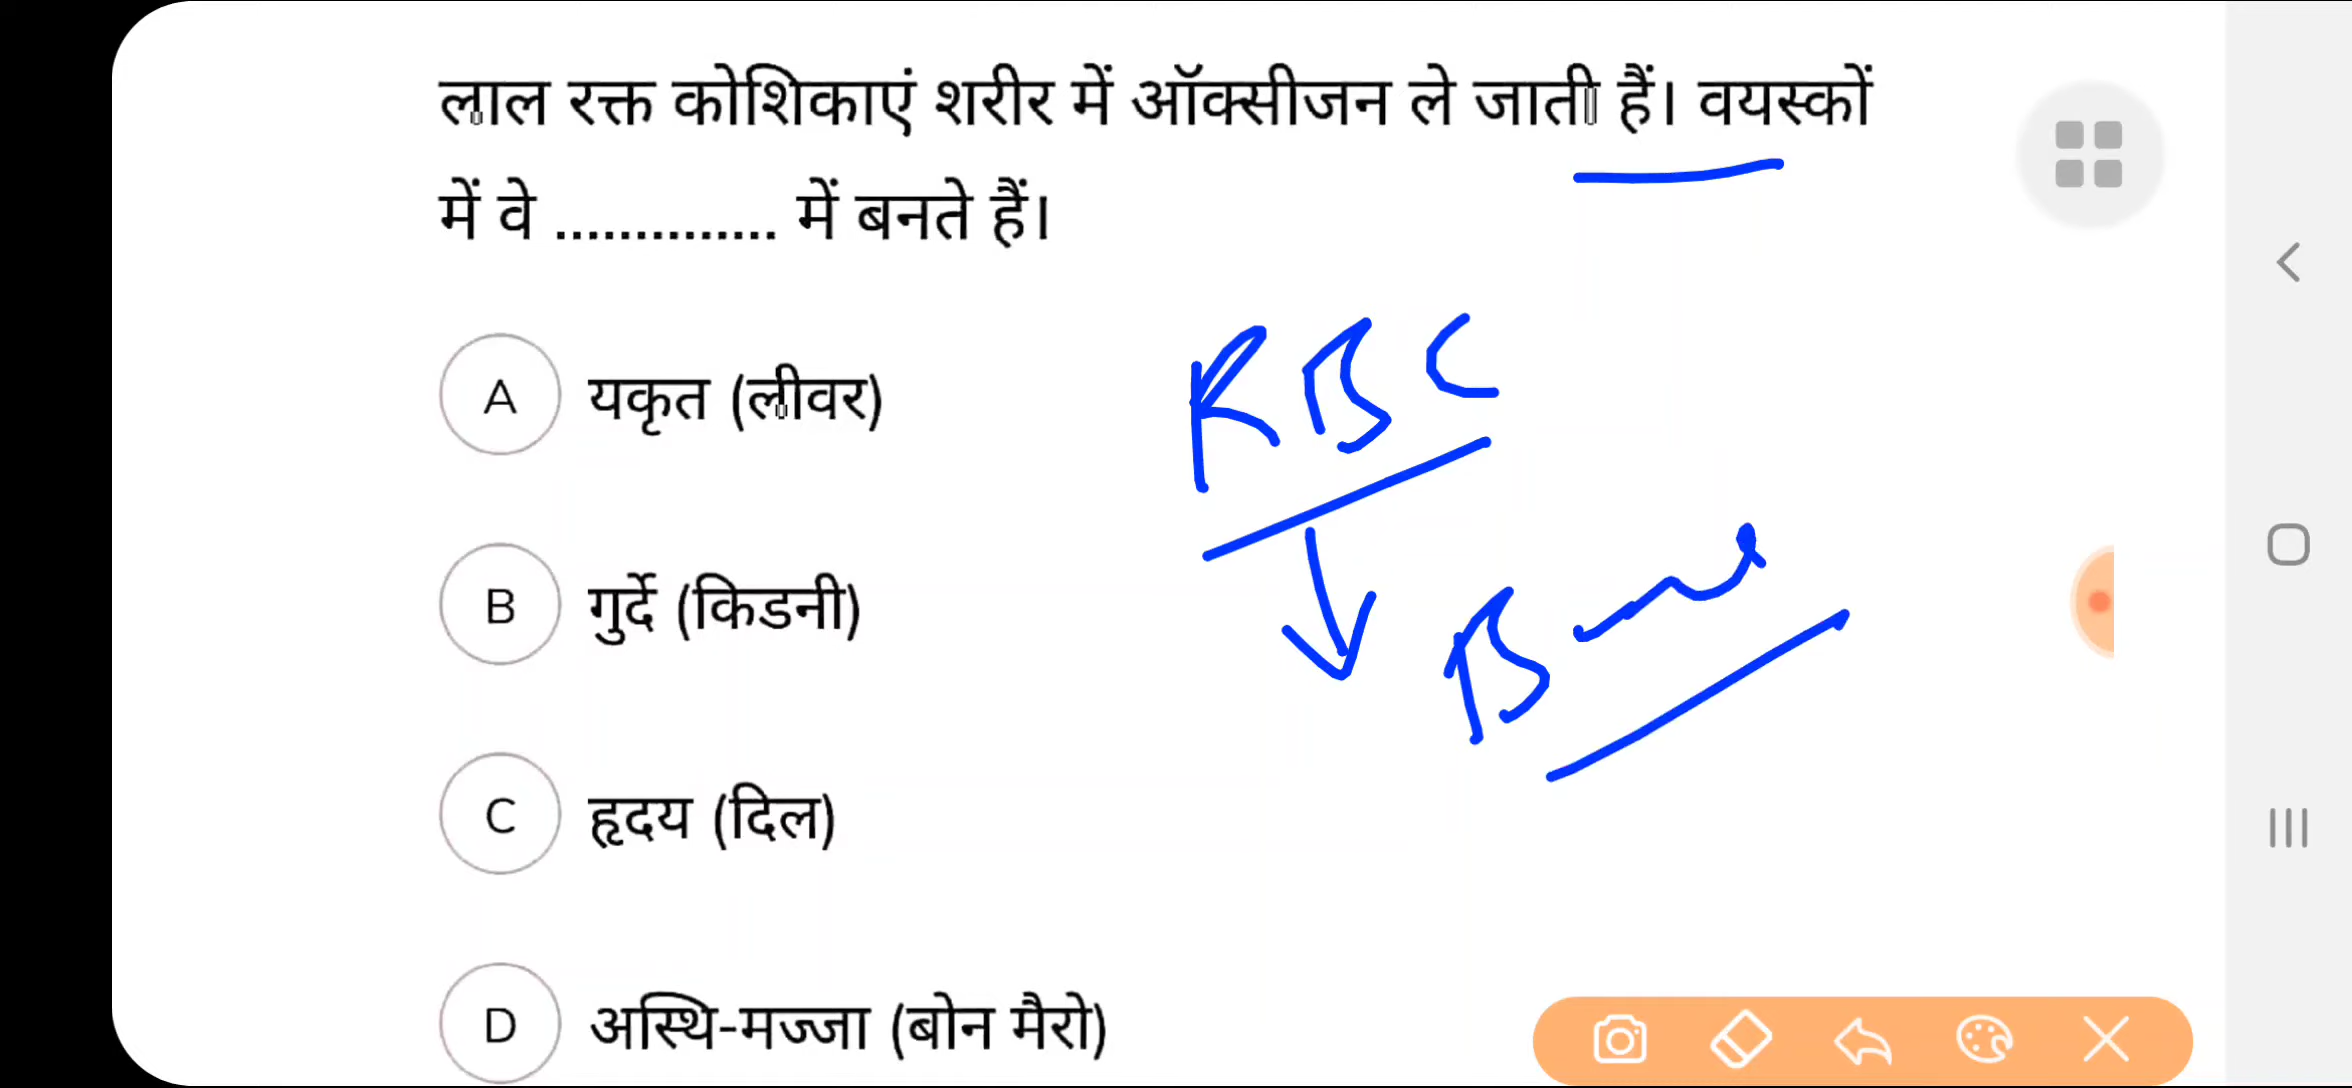 लाल रक्त कोशिकाएं शरीर में ऑक्सीजन ले जाती हैं। वयस्कों
में वे .............. में बनते हैं।
A यकृत (लीवर)
RBC
B गुर्दे (किडनी)
C हृदय (दिल)
D अस्थि-मज्जा (बोन मैरो)